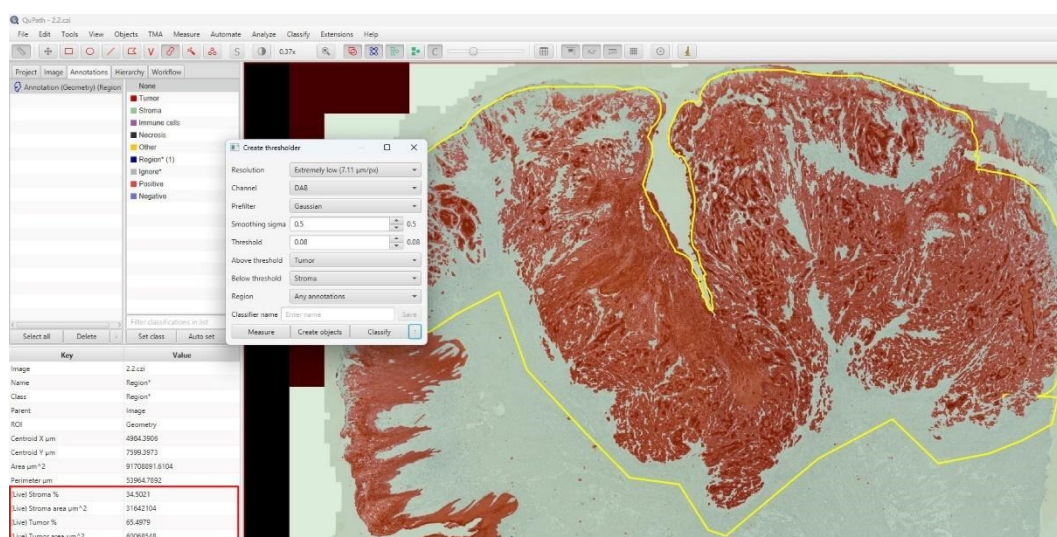 QuPath - 2.2.czi
File Edit Tools View Objects TMA Measure Automate Analyze Classify Extensions Help
0.37x
Project Image Annotations Hierarchy Workflow
Annotation (Geometry) (Region
None
Tumor
Stroma
Immune cells
Necrosis
Other
Region* (1)
Ignore*
Positive
Negative
Filter classifications in list
Select all Delete Set class Auto set
Create thresholder
Resolution Extremely low (7.11 µm/px)
Channel DAB
Prefilter Gaussian
Smoothing sigma 0.5 0.5
Threshold 0.08 0.08
Above threshold Tumor
Below threshold Stroma
Region Any annotations
Classifier name Enter name Save
Measure Create objects Classify
Key Value
Image 2.2.czi
Name Region*
Class Region*
Parent Image
ROI Geometry
Centroid X µm 4984.3906
Centroid Y µm 7599.3973
Area µm^2 91708891.6104
Perimeter µm 53964.7892
(Live) Stroma % 34.5021
(Live) Stroma area µm^2 31642104
(Live) Tumor % 65.4979
(Live) Tumor area µm^2 60068548